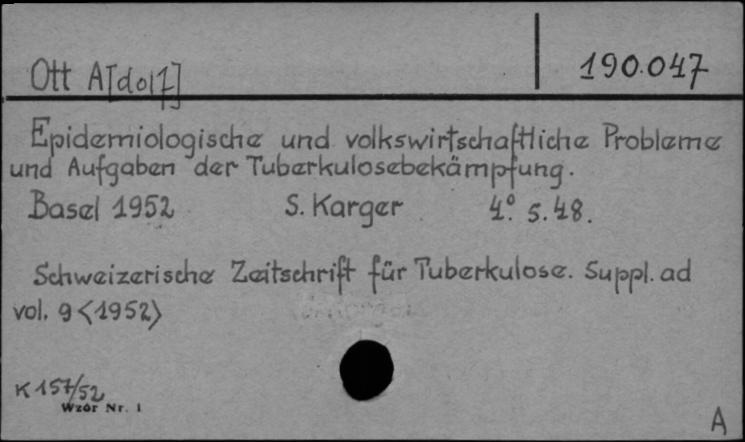 190.047
Ott A[dolf]
Epidemiologische und volkswirtschaftliche Probleme
und Aufgaben der Tuberkulosebekämpfung.
Basel 1952 S. Karger 4° s. 48.
Schweizerische Zeitschrift für Tuberkulose. Suppl. ad
vol. 9 <1952>
K 157/52
Wzór Nr. 1
A